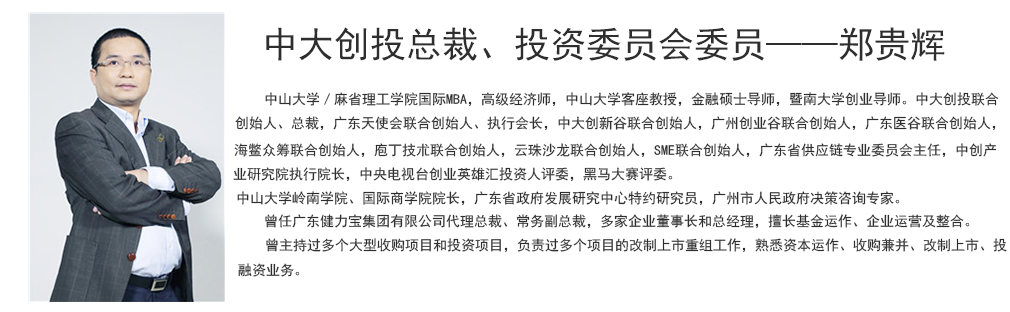 中大创投总裁、投资委员会委员——郑贵辉
中山大学／麻省理工学院国际MBA，高级经济师，中山大学客座教授，金融硕士导师，暨南大学创业导师。中大创投联合
创始人、总裁，广东天使会联合创始人、执行会长，中大创新谷联合创始人，广州创业谷联合创始人，广东医谷联合创始人，
海鳖众筹联合创始人，庖丁技术联合创始人，云珠沙龙联合创始人，SME联合创始人，广东省供应链专业委员会主任，中创产
业研究院执行院长，中央电视台创业英雄汇投资人评委，黑马大赛评委。
中山大学岭南学院、国际商学院院长，广东省政府发展研究中心特约研究员，广州市人民政府决策咨询专家。
曾任广东健力宝集团有限公司代理总裁、常务副总裁，多家企业董事长和总经理，擅长基金运作、企业运营及整合。
曾主持过多个大型收购项目和投资项目，负责过多个项目的改制上市重组工作，熟悉资本运作、收购兼并、改制上市、投
融资业务。